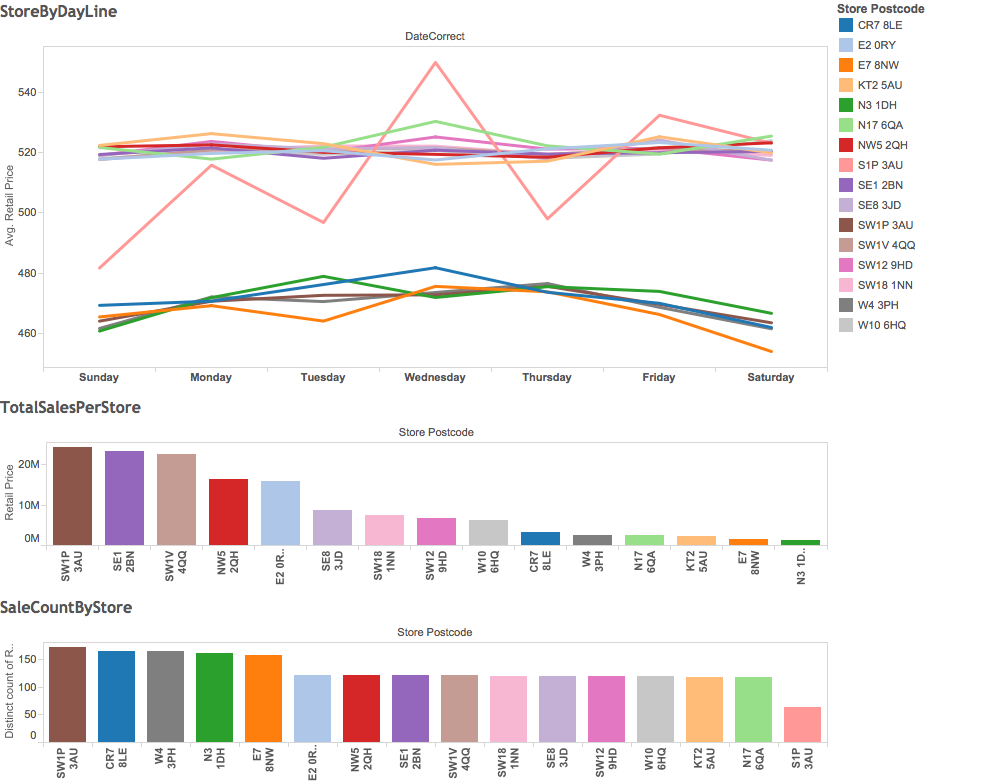 StoreByDayLine
DateCorrect
Avg. Retail Price
540
520
500
480
460
Sunday Monday Tuesday Wednesday Thursday Friday Saturday
Store Postcode
CR7 8LE
E2 0RY
E7 8NW
KT2 5AU
N3 1DH
N17 6QA
NW5 2QH
S1P 3AU
SE1 2BN
SE8 3JD
SW1P 3AU
SW1V 4QQ
SW12 9HD
SW18 1NN
W4 3PH
W10 6HQ
TotalSalesPerStore
Store Postcode
Retail Price
20M
10M
0M
SW1P
3AU
SE1
2BN
SW1V
4QQ
NW5
2QH
E2 0R..
SE8
3JD
SW18
1NN
SW12
9HD
W10
6HQ
CR7
8LE
W4
3PH
N17
6QA
KT2
5AU
E7
8NW
N3 1D..
SaleCountByStore
Store Postcode
Distinct count of R..
150
100
50
0
SW1P
3AU
CR7
8LE
W4
3PH
N3
1DH
E7
8NW
E2 0R..
NW5
2QH
SE1
2BN
SW1V
4QQ
SW18
1NN
SE8
3JD
SW12
9HD
W10
6HQ
KT2
5AU
N17
6QA
S1P
3AU